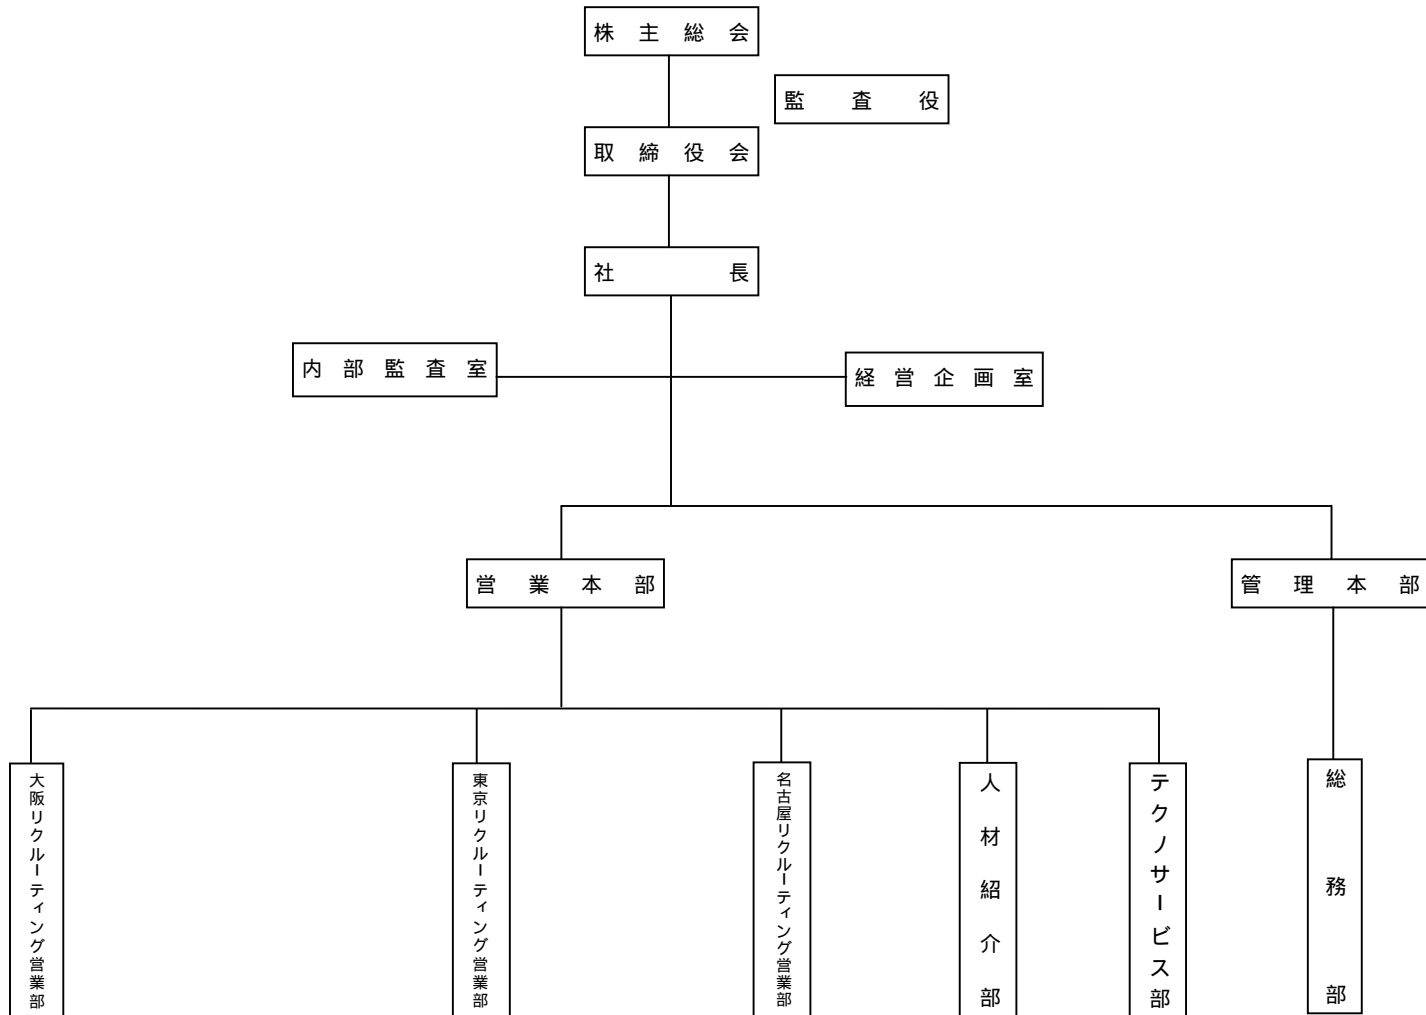 株主総会
監査役
取締役会
社長
内部監査室
経営企画室
営業本部
管理本部
大阪リクルーティング営業部
東京リクルーティング営業部
名古屋リクルーティング営業部
人材紹介部
テクノサービス部
総務部